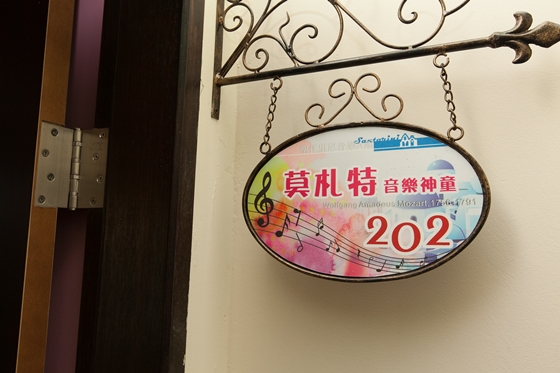 Santorini
莫札特 音樂神童
Wolfgang Amadeus Mozart 1756-1791
202